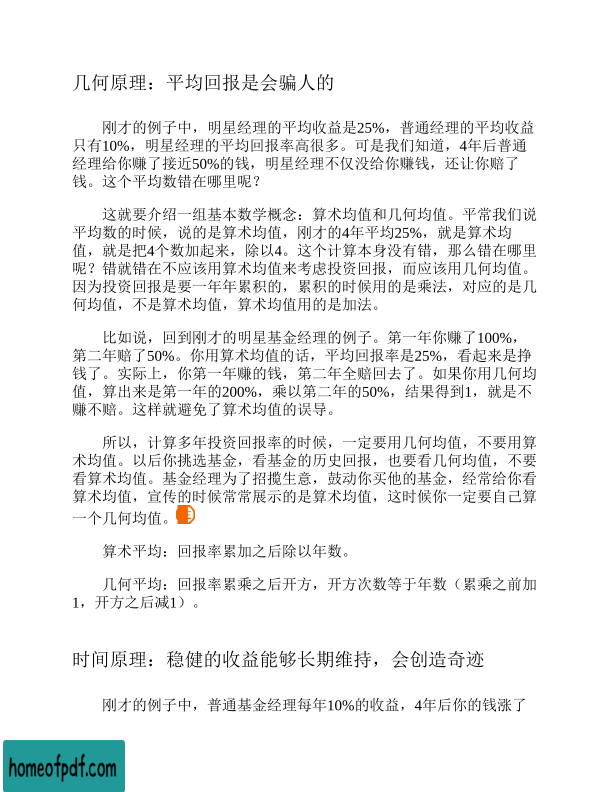 几何原理：平均回报是会骗人的
刚才的例子中，明星经理的平均收益是25%，普通经理的平均收益
只有10%，明星经理的平均回报率高很多。可是我们知道，4年后普通
经理给你赚了接近50%的钱，明星经理不仅没给你赚钱，还让你赔了
钱。这个平均数错在哪里呢？
这就要介绍一组基本数学概念：算术均值和几何均值。平常我们说
平均数的时候，说的是算术均值，刚才的4年平均25%，就是算术均
值，就是把4个数加起来，除以4。这个计算本身没有错，那么错在哪里
呢？错就错在不应该用算术均值来考虑投资回报，而应该用几何均值。
因为投资回报是要一年年累积的，累积的时候用的是乘法，对应的是几
何均值，不是算术均值，算术均值用的是加法。
比如说，回到刚才的明星基金经理的例子。第一年你赚了100%，
第二年赔了50%。你用算术均值的话，平均回报率是25%，看起来是挣
钱了。实际上，你第一年赚的钱，第二年全赔回去了。如果你用几何均
值，算出来是第一年的200%，乘以第二年的50%，结果得到1，就是不
赚不赔。这样就避免了算术均值的误导。
所以，计算多年投资回报率的时候，一定要用几何均值，不要用算
术均值。以后你挑选基金，看基金的历史回报，也要看几何均值，不要
看算术均值。基金经理为了招揽生意，鼓动你买他的基金，经常给你看
算术均值，宣传的时候常常展示的是算术均值，这时候你一定要自己算
一个几何均值。
算术平均：回报率累加之后除以年数。
几何平均：回报率累乘之后开方，开方次数等于年数（累乘之前加
1，开方之后减1）。
时间原理：稳健的收益能够长期维持，会创造奇迹
刚才的例子中，普通基金经理每年10%的收益，4年后你的钱涨了
homeofpdf.com